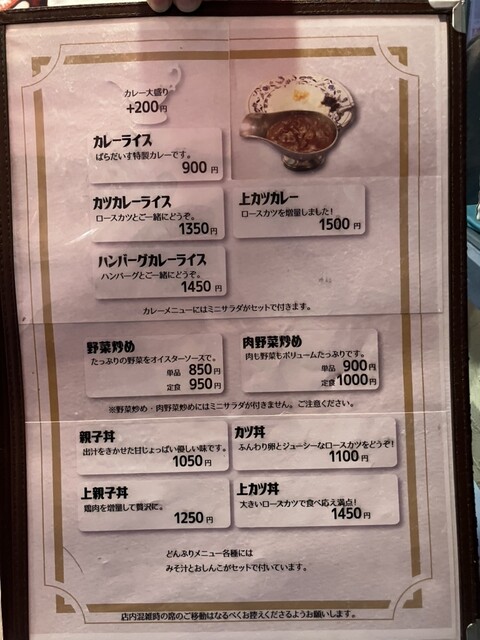 カレー大盛り
+200円
カレーライス
ぱらだいす特製カレーです。
900円
カツカレーライス
ロースカツとご一緒にどうぞ。
1350円
上カツカレー
ロースカツを増量しました!
1500円
ハンバーグカレーライス
ハンバーグとご一緒にどうぞ。
1450円
カレーメニューにはミニサラダがセットで付きます。
野菜炒め
たっぷりの野菜をオイスターソースで。
単品 850円
定食 950円
肉野菜炒め
肉も野菜もボリュームたっぷりです。
単品 900円
定食 1000円
※野菜炒め・肉野菜炒めにはミニサラダが付きません。ご注意ください。
親子丼
出汁をきかせた甘じょっぱい優しい味です。
1050円
カツ丼
ふんわり卵とジューシーなロースカツをどうぞ!
1100円
上親子丼
鶏肉を増量して贅沢に。
1250円
上カツ丼
大きいロースカツで食べ応え満点!
1450円
どんぶりメニュー各種には
みそ汁とおしんこがセットで付いています。
店内混雑時の席のご移動はなるべくお控えくださるようお願いします。